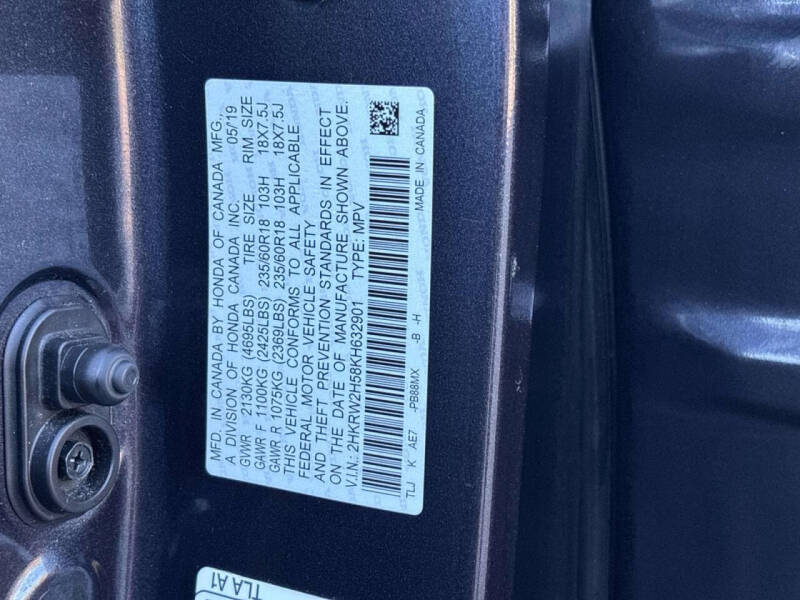 MFD. IN CANADA BY HONDA OF CANADA MFG.,
A DIVISION OF HONDA CANADA INC. 05/19
GVWR 2130KG (4695LBS) TIRE SIZE RIM SIZE
GAWR F 1100KG (2425LBS) 235/60R18 103H 18X7.5J
GAWR R 1075KG (2369LBS) 235/60R18 103H 18X7.5J
THIS VEHICLE CONFORMS TO ALL APPLICABLE
FEDERAL MOTOR VEHICLE SAFETY
AND THEFT PREVENTION STANDARDS IN EFFECT
ON THE DATE OF MANUFACTURE SHOWN ABOVE.
V.I.N.: 2HKRW2H58KH632901 TYPE: MPV
TLJ K AE7 -PB88MX -B -H MADE IN CANADA
TLA A1